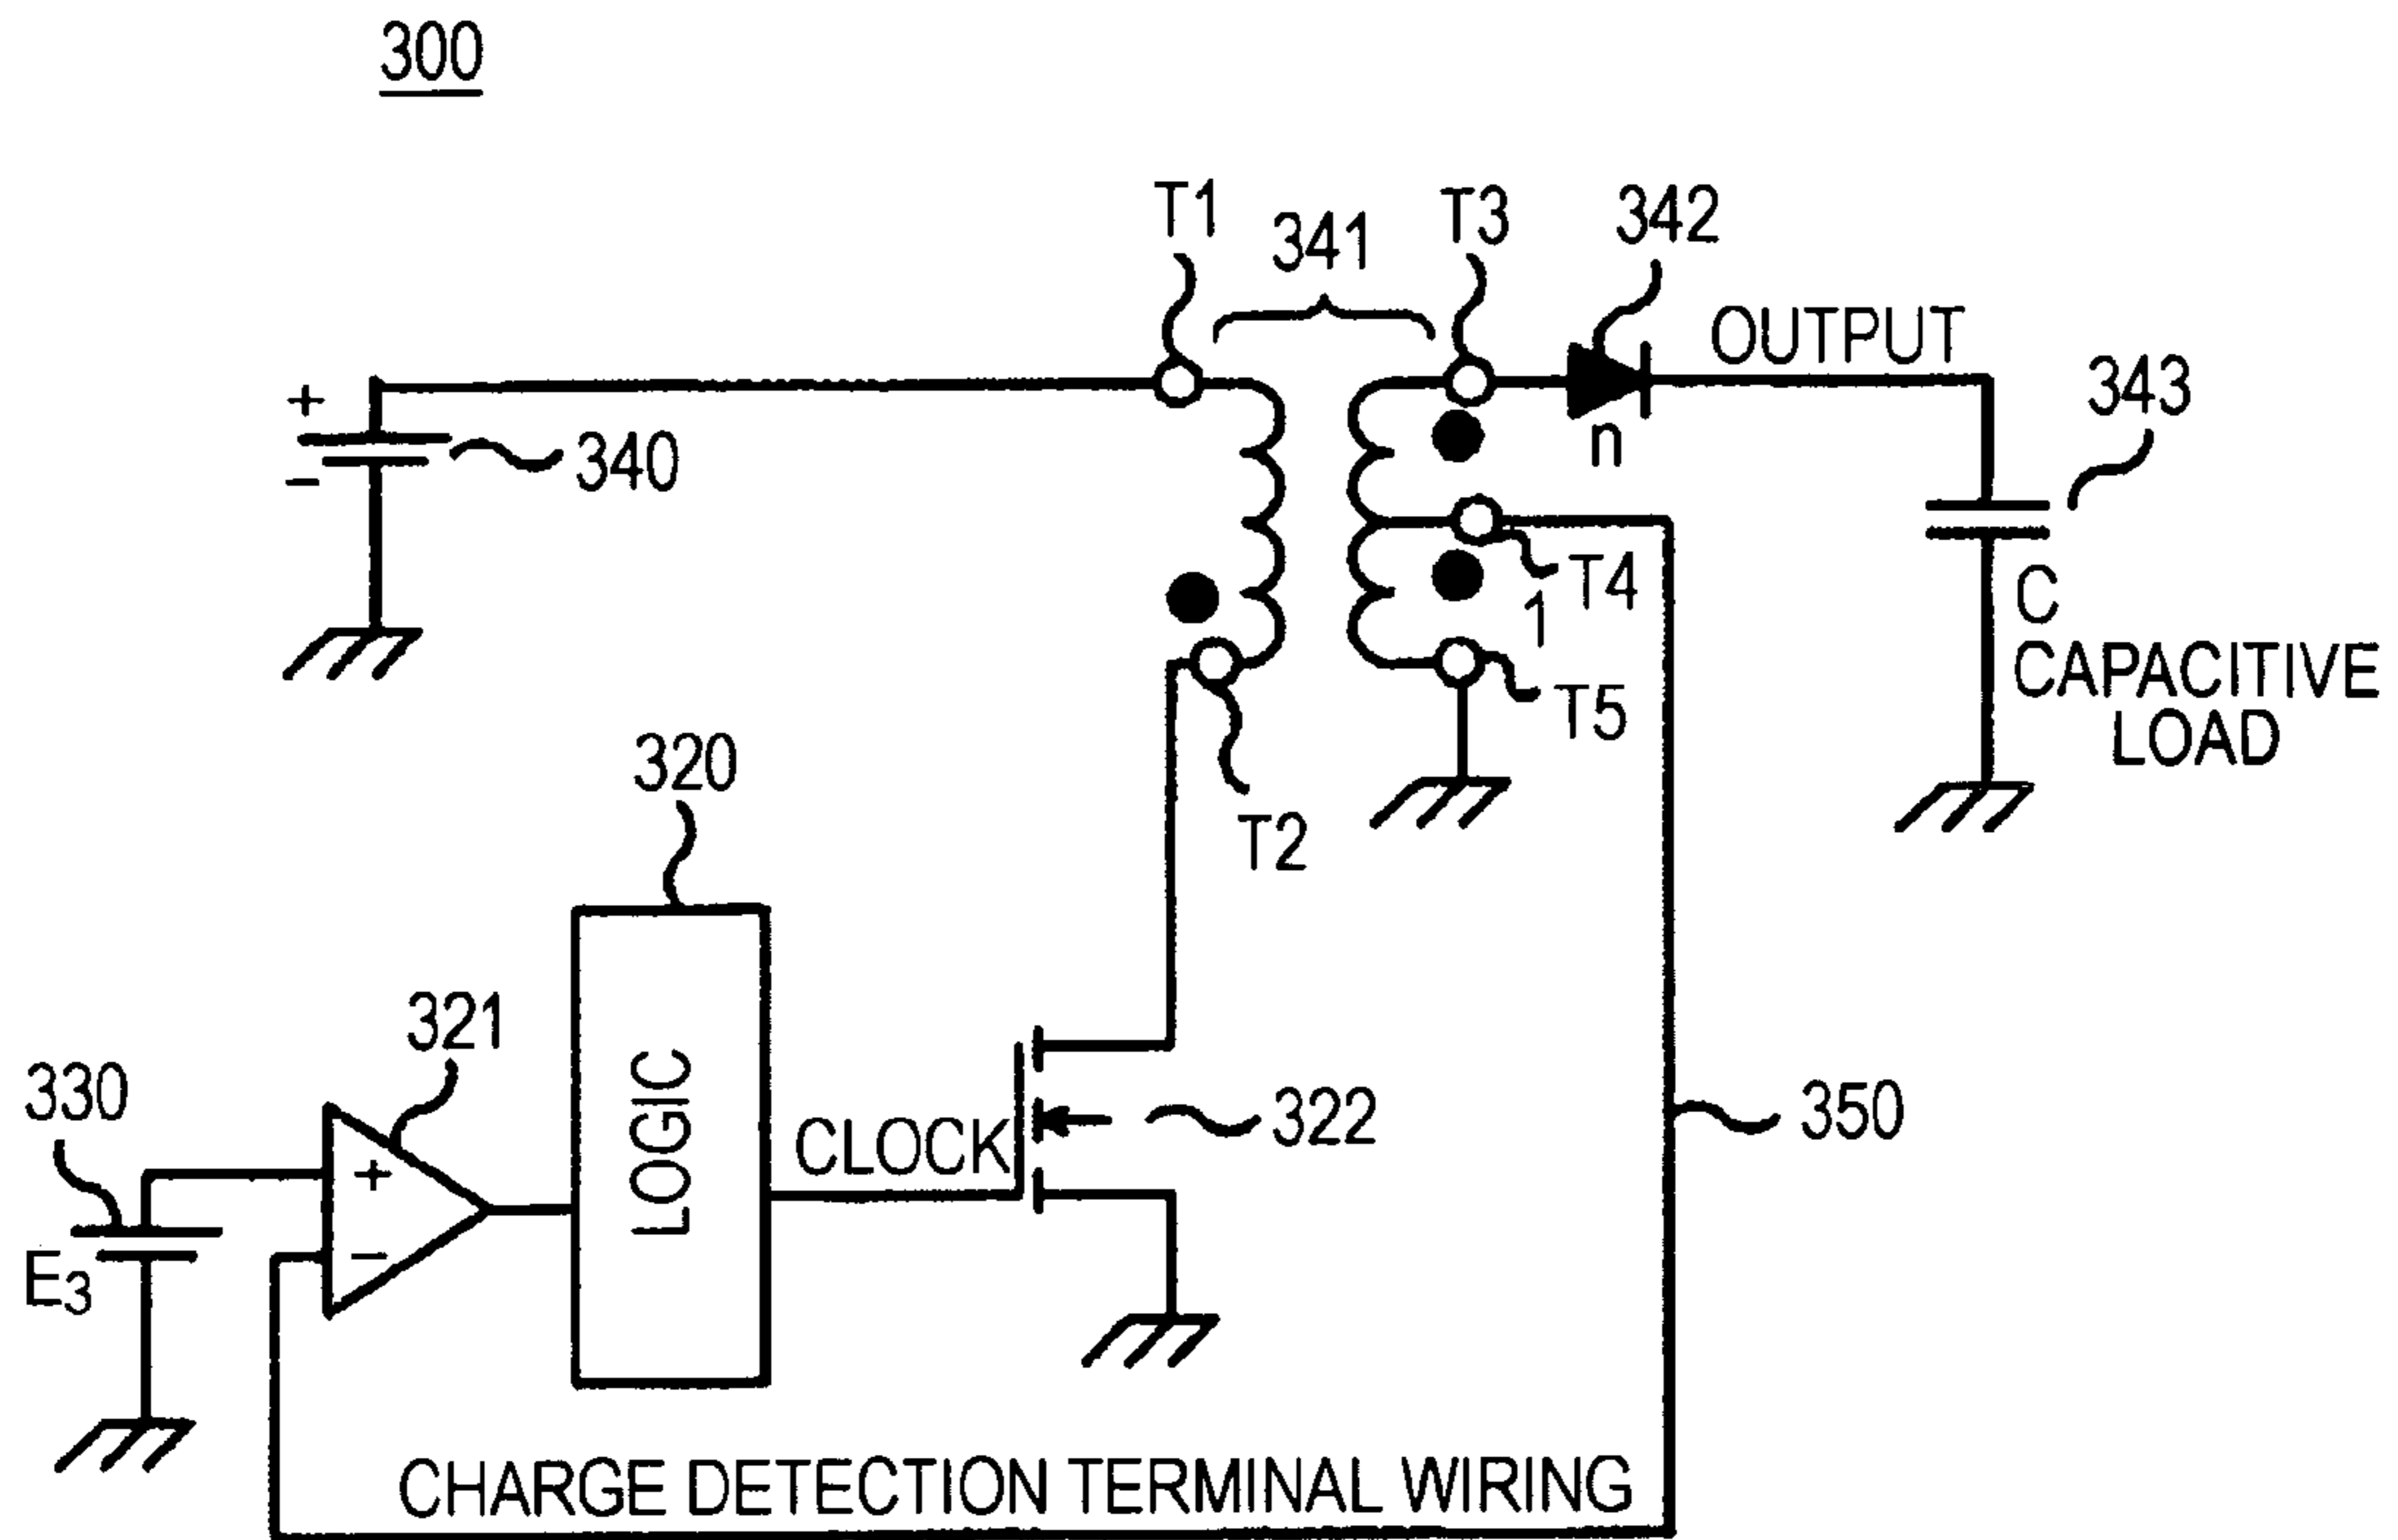 300
T1
341
T3
342
OUTPUT
343
+
340
−
n
T4
1
C
CAPACITIVE
LOAD
T5
T2
320
321
330
LOGIC
CLOCK
322
350
+
−
E3
CHARGE DETECTION TERMINAL WIRING